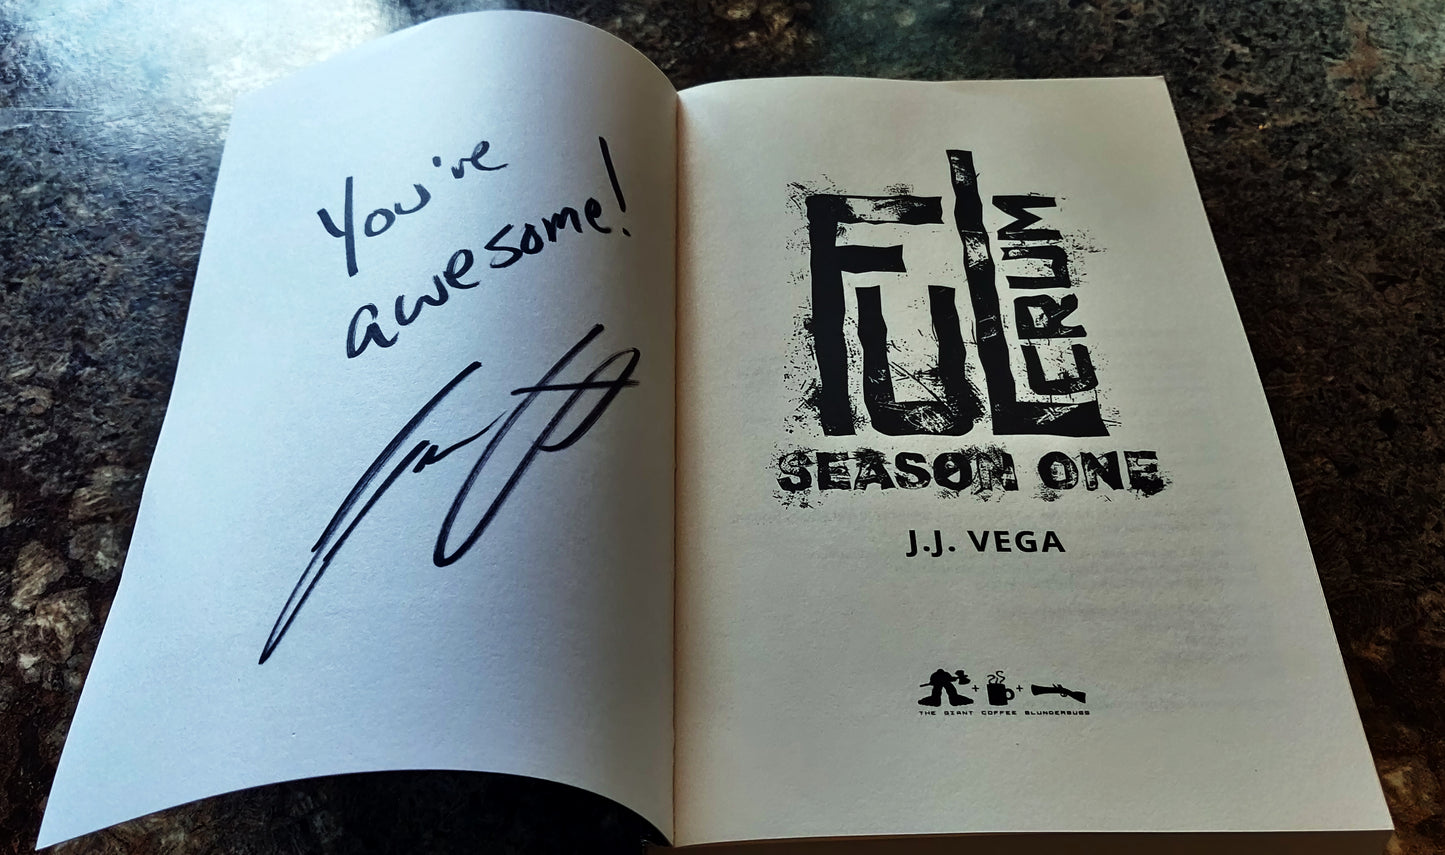 You're
awesome!
FULCRUM
SEASON ONE
J.J. VEGA
THE GIANT COFFEE BLUNDERBUSS